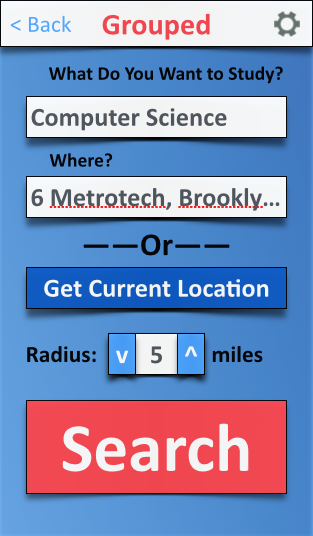 < Back Grouped
What Do You Want to Study?
Computer Science
Where?
6 Metrotech, Brookly...
——Or——
Get Current Location
Radius: v 5 ^ miles
Search